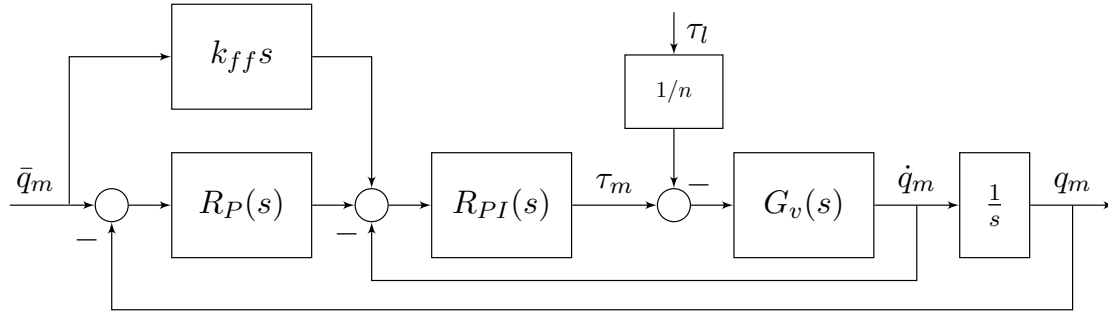 k_{ff}s
τ_l
1/n
q̄_m
R_P(s)
R_{PI}(s)
τ_m
−
G_v(s)
q̇_m
1/s
q_m
−
−